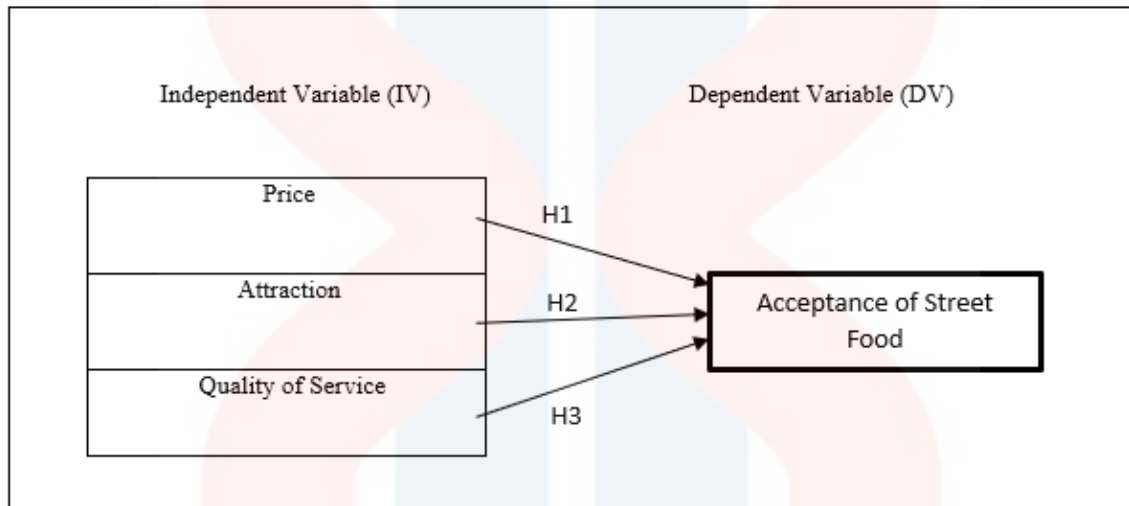 Independent Variable (IV)
Dependent Variable (DV)
Price
H1
Attraction
H2
Acceptance of Street
Food
Quality of Service
H3